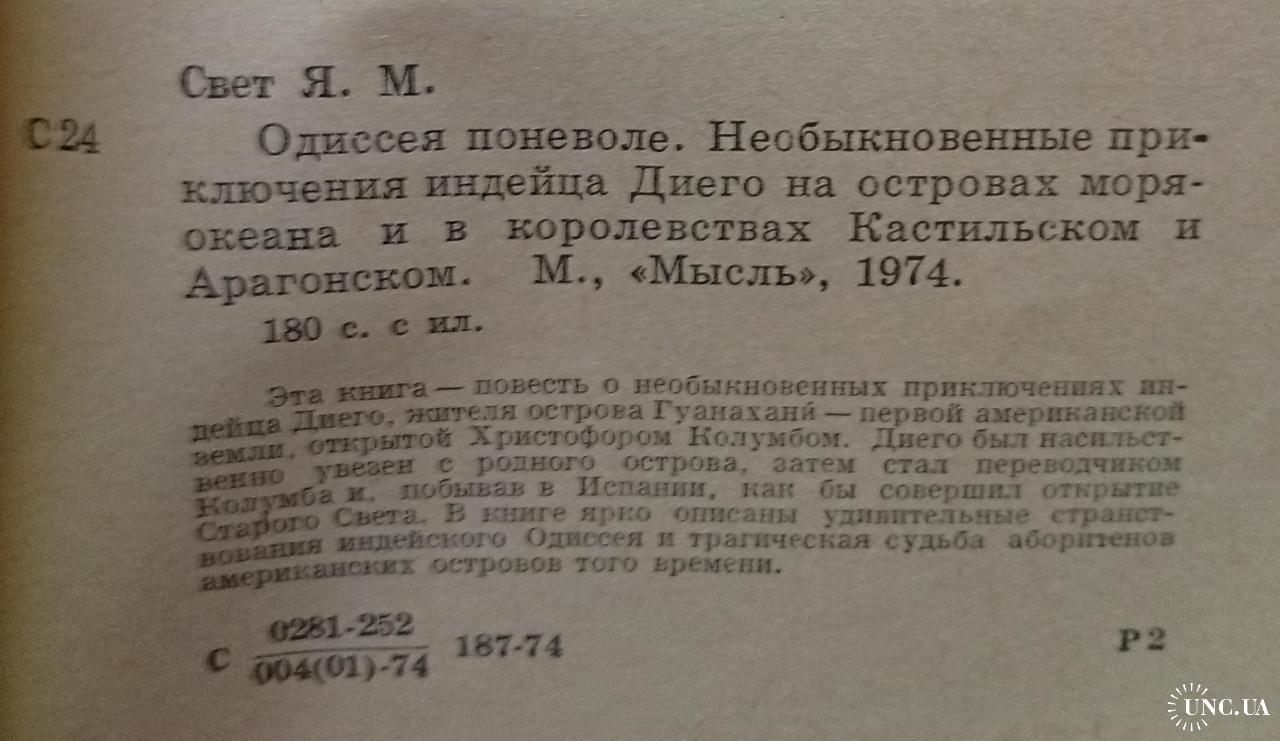 Свет Я. М.
С24
Одиссея поневоле. Необыкновенные при-
ключения индейца Диего на островах моря-
океана и в королевствах Кастильском и
Арагонском. М., «Мысль», 1974.
180 с. с ил.
Эта книга — повесть о необыкновенных приключениях ин-
дейца Диего, жителя острова Гуанаханй — первой американской
земли, открытой Христофором Колумбом. Диего был насильст-
венно увезен с родного острова, затем стал переводчиком
Колумба и, побывав в Испании, как бы совершил открытие
Старого Света. В книге ярко описаны удивительные странст-
вования индейского Одиссея и трагическая судьба аборигенов
американских островов того времени.
0281-252
С 004(01)-74 187-74
Р2
UNC.UA